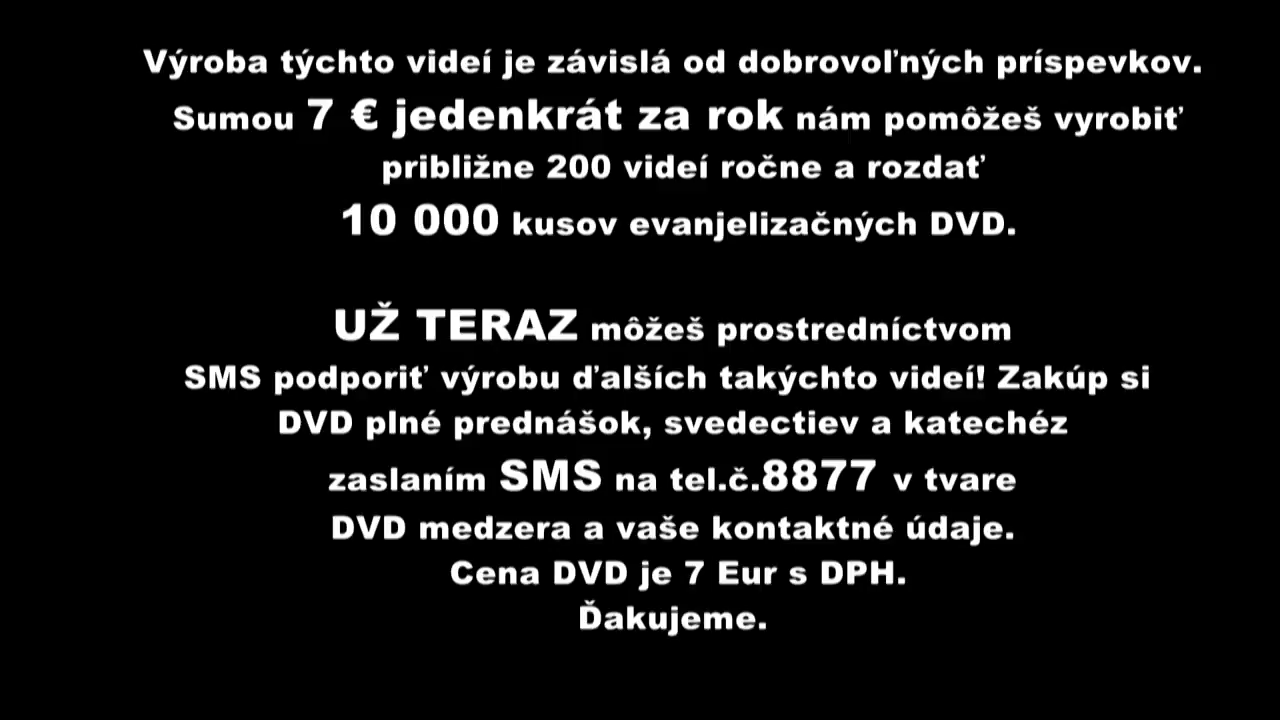 Výroba týchto videí je závislá od dobrovoľných príspevkov.
Sumou 7 € jedenkrát za rok nám pomôžeš vyrobiť
približne 200 videí ročne a rozdať
10 000 kusov evanjelizačných DVD.
UŽ TERAZ môžeš prostredníctvom
SMS podporiť výrobu ďalších takýchto videí! Zakúp si
DVD plné prednášok, svedectiev a katechéz
zaslaním SMS na tel.č.8877 v tvare
DVD medzera a vaše kontaktné údaje.
Cena DVD je 7 Eur s DPH.
Ďakujeme.